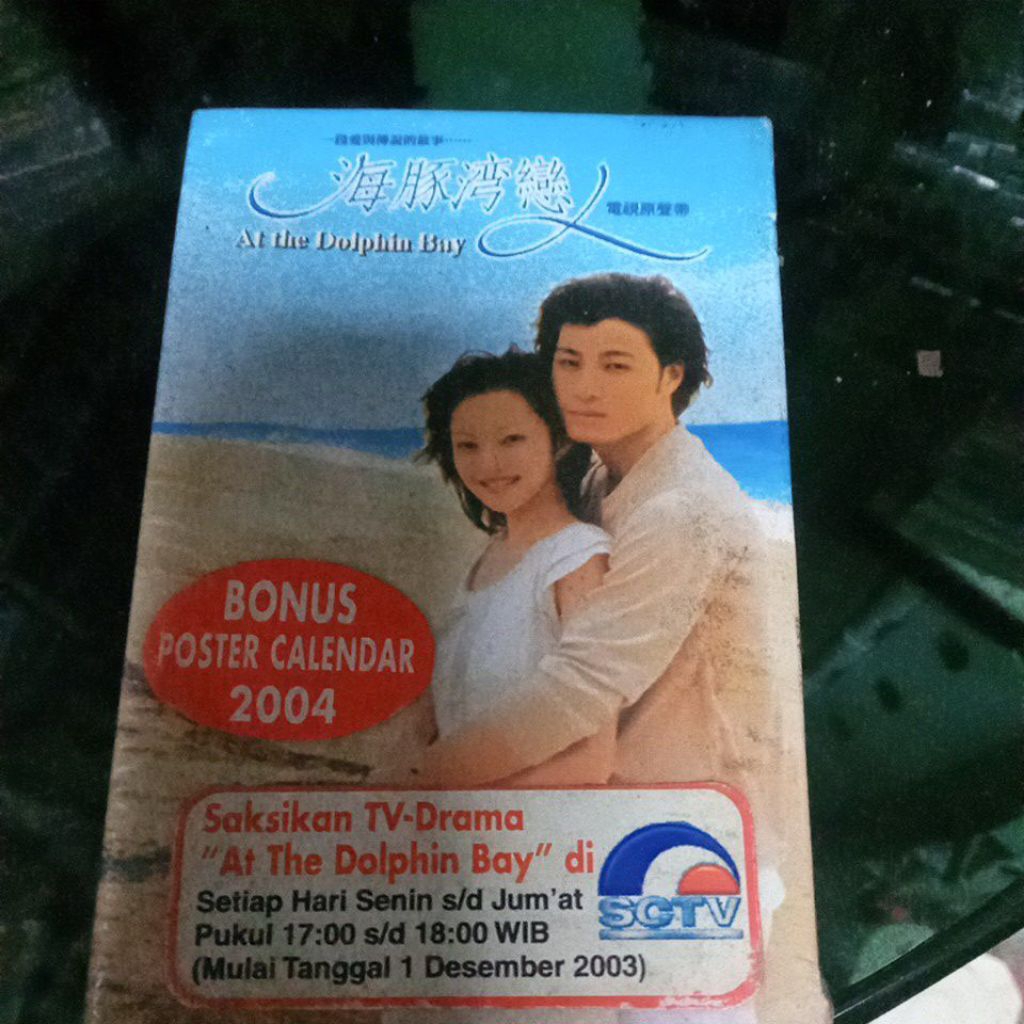 海豚湾戀
電視原聲帶
At the Dolphin Bay
BONUS
POSTER CALENDAR
2004
Saksikan TV-Drama
"At The Dolphin Bay" di
SCTV
Setiap Hari Senin s/d Jum'at
Pukul 17:00 s/d 18:00 WIB
(Mulai Tanggal 1 Desember 2003)